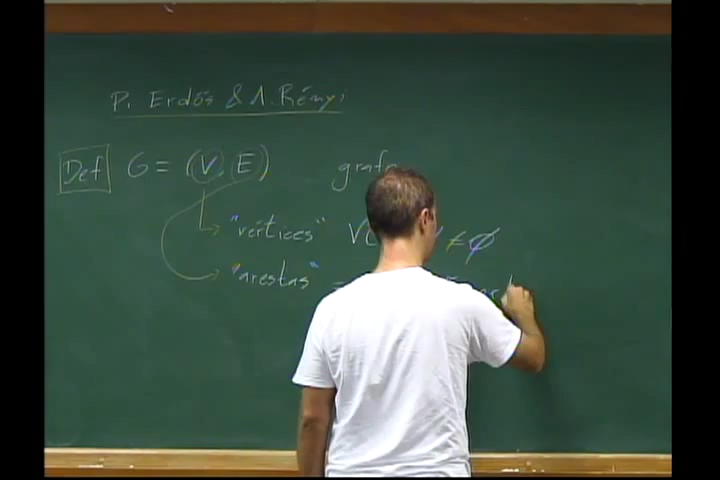 P. Erdős & A. Rényi
Def G = (V, E) grafo
"vértices" V( ≠ ∅
"arestas" =